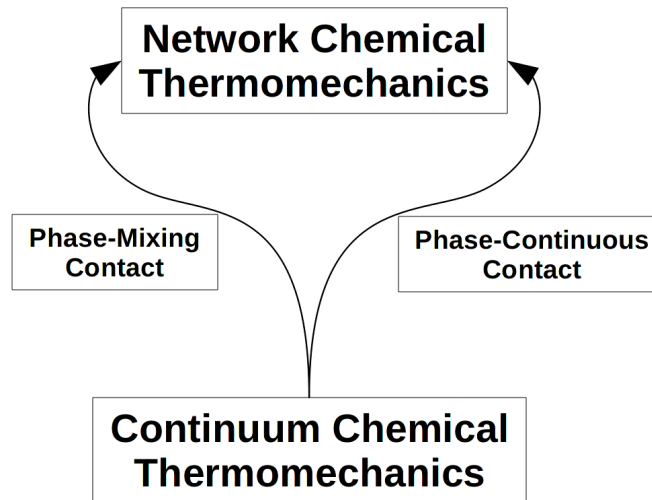 Network Chemical
Thermomechanics
Phase-Mixing
Contact
Phase-Continuous
Contact
Continuum Chemical
Thermomechanics